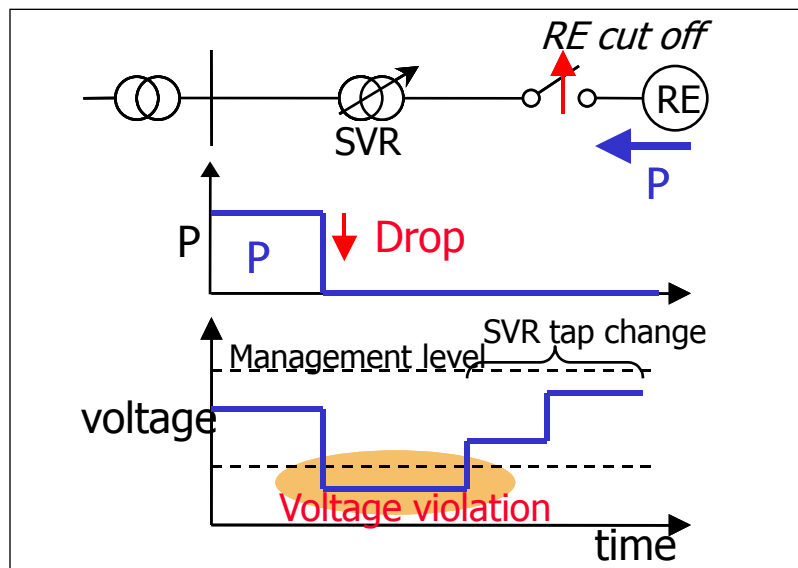 RE cut off
RE
SVR
P
P
P
Drop
SVR tap change
Management level
voltage
Voltage violation
time